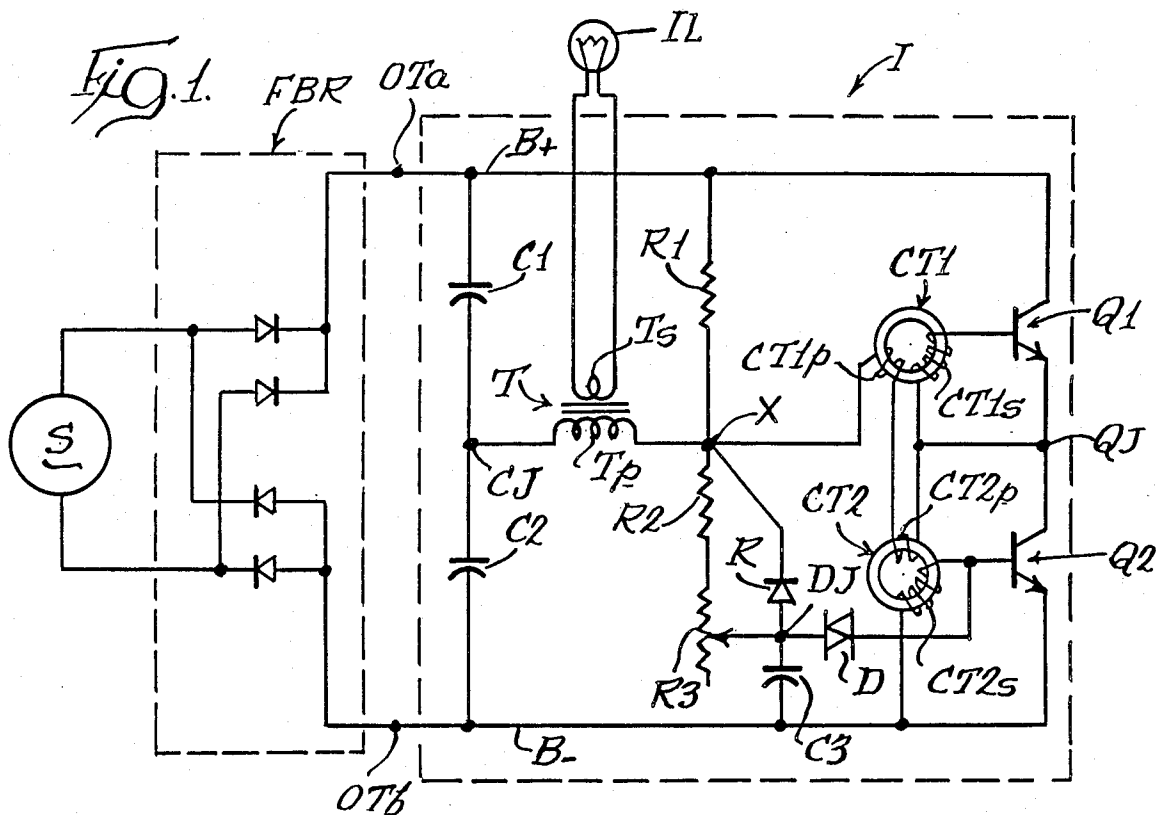 Fig.1.
IL
I
OTa
FBR
B+
C1
R1
CT1
Q1
Ts
CT1p
T
X
CT1s
S
CJ
Tp
QJ
CT2p
CT2
R2
C2
R
DJ
Q2
R3
D
CT2s
C3
B-
OTb